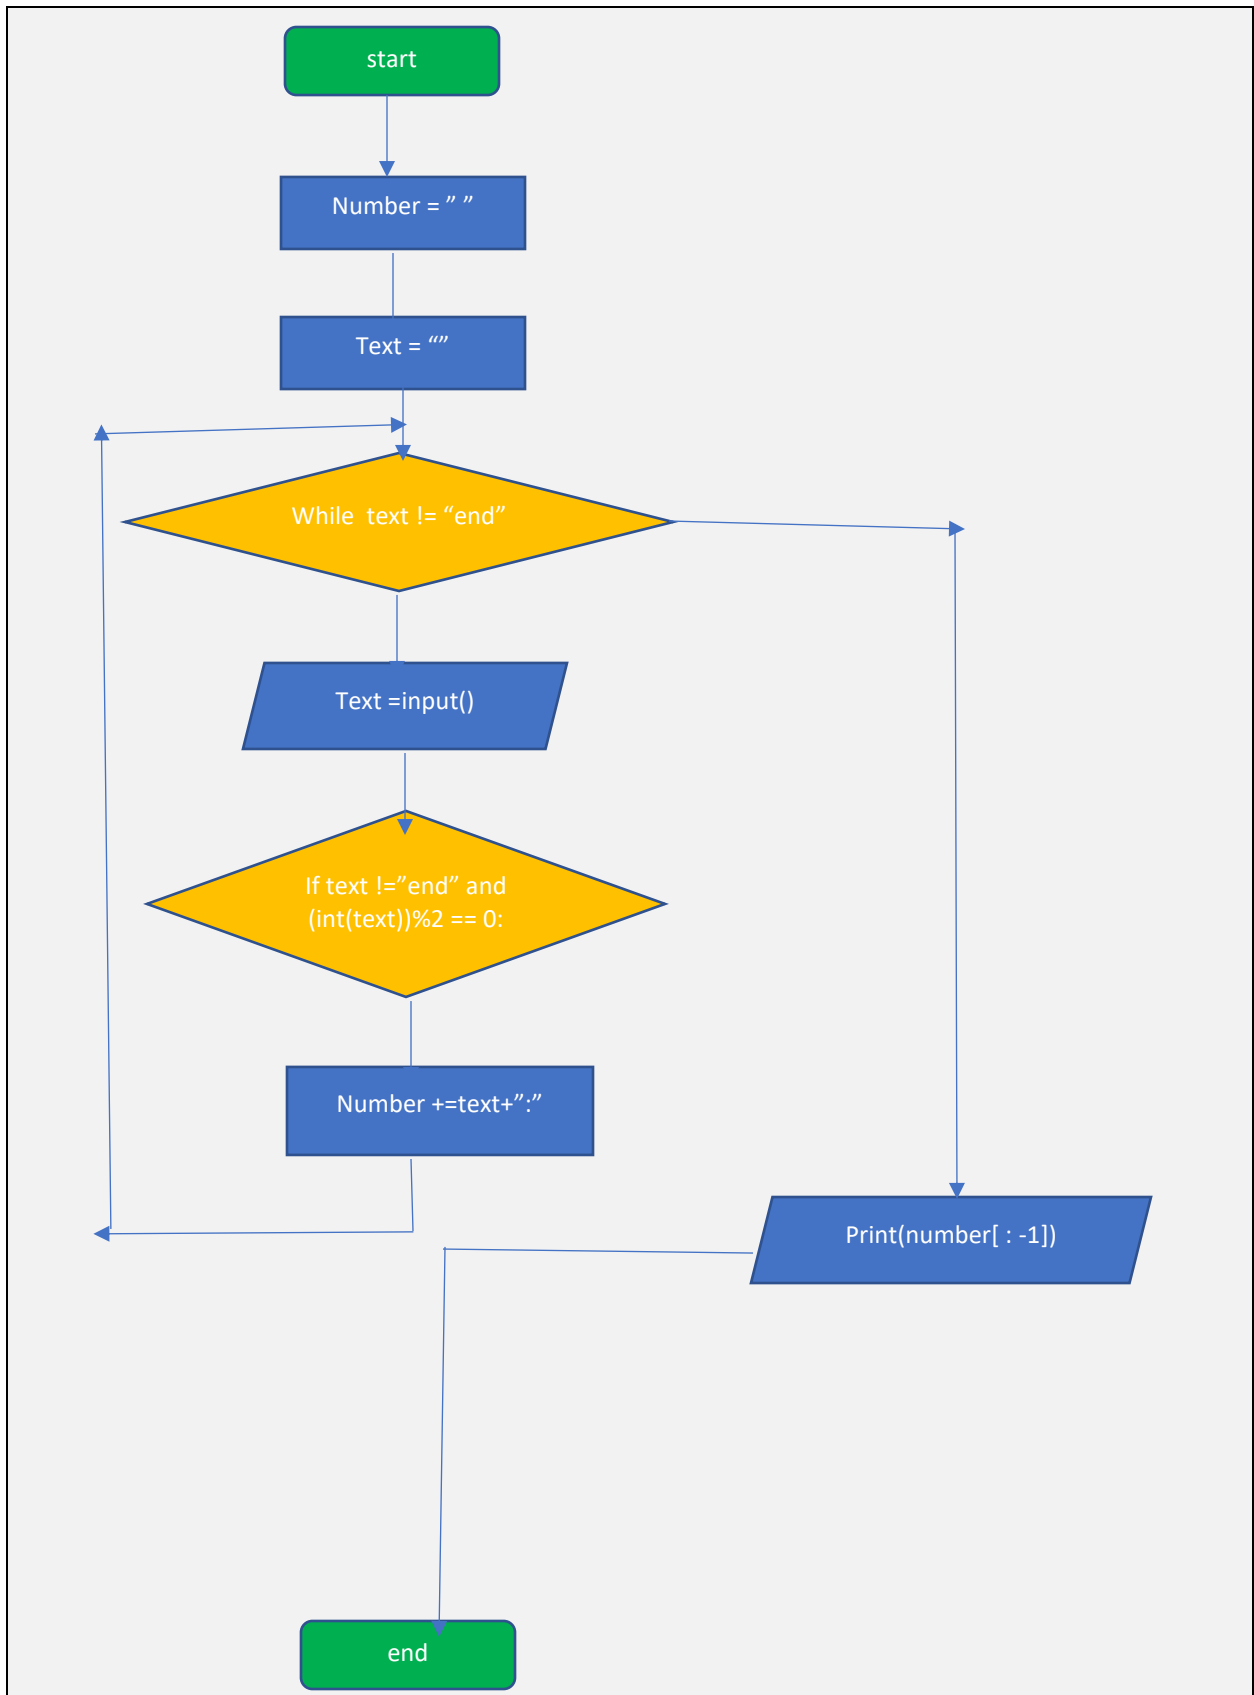 start
Number = ” ”
Text = “”
While  text != “end”
Text =input()
If text !=”end” and
(int(text))%2 == 0:
Number +=text+”:”
Print(number[ : -1])
end